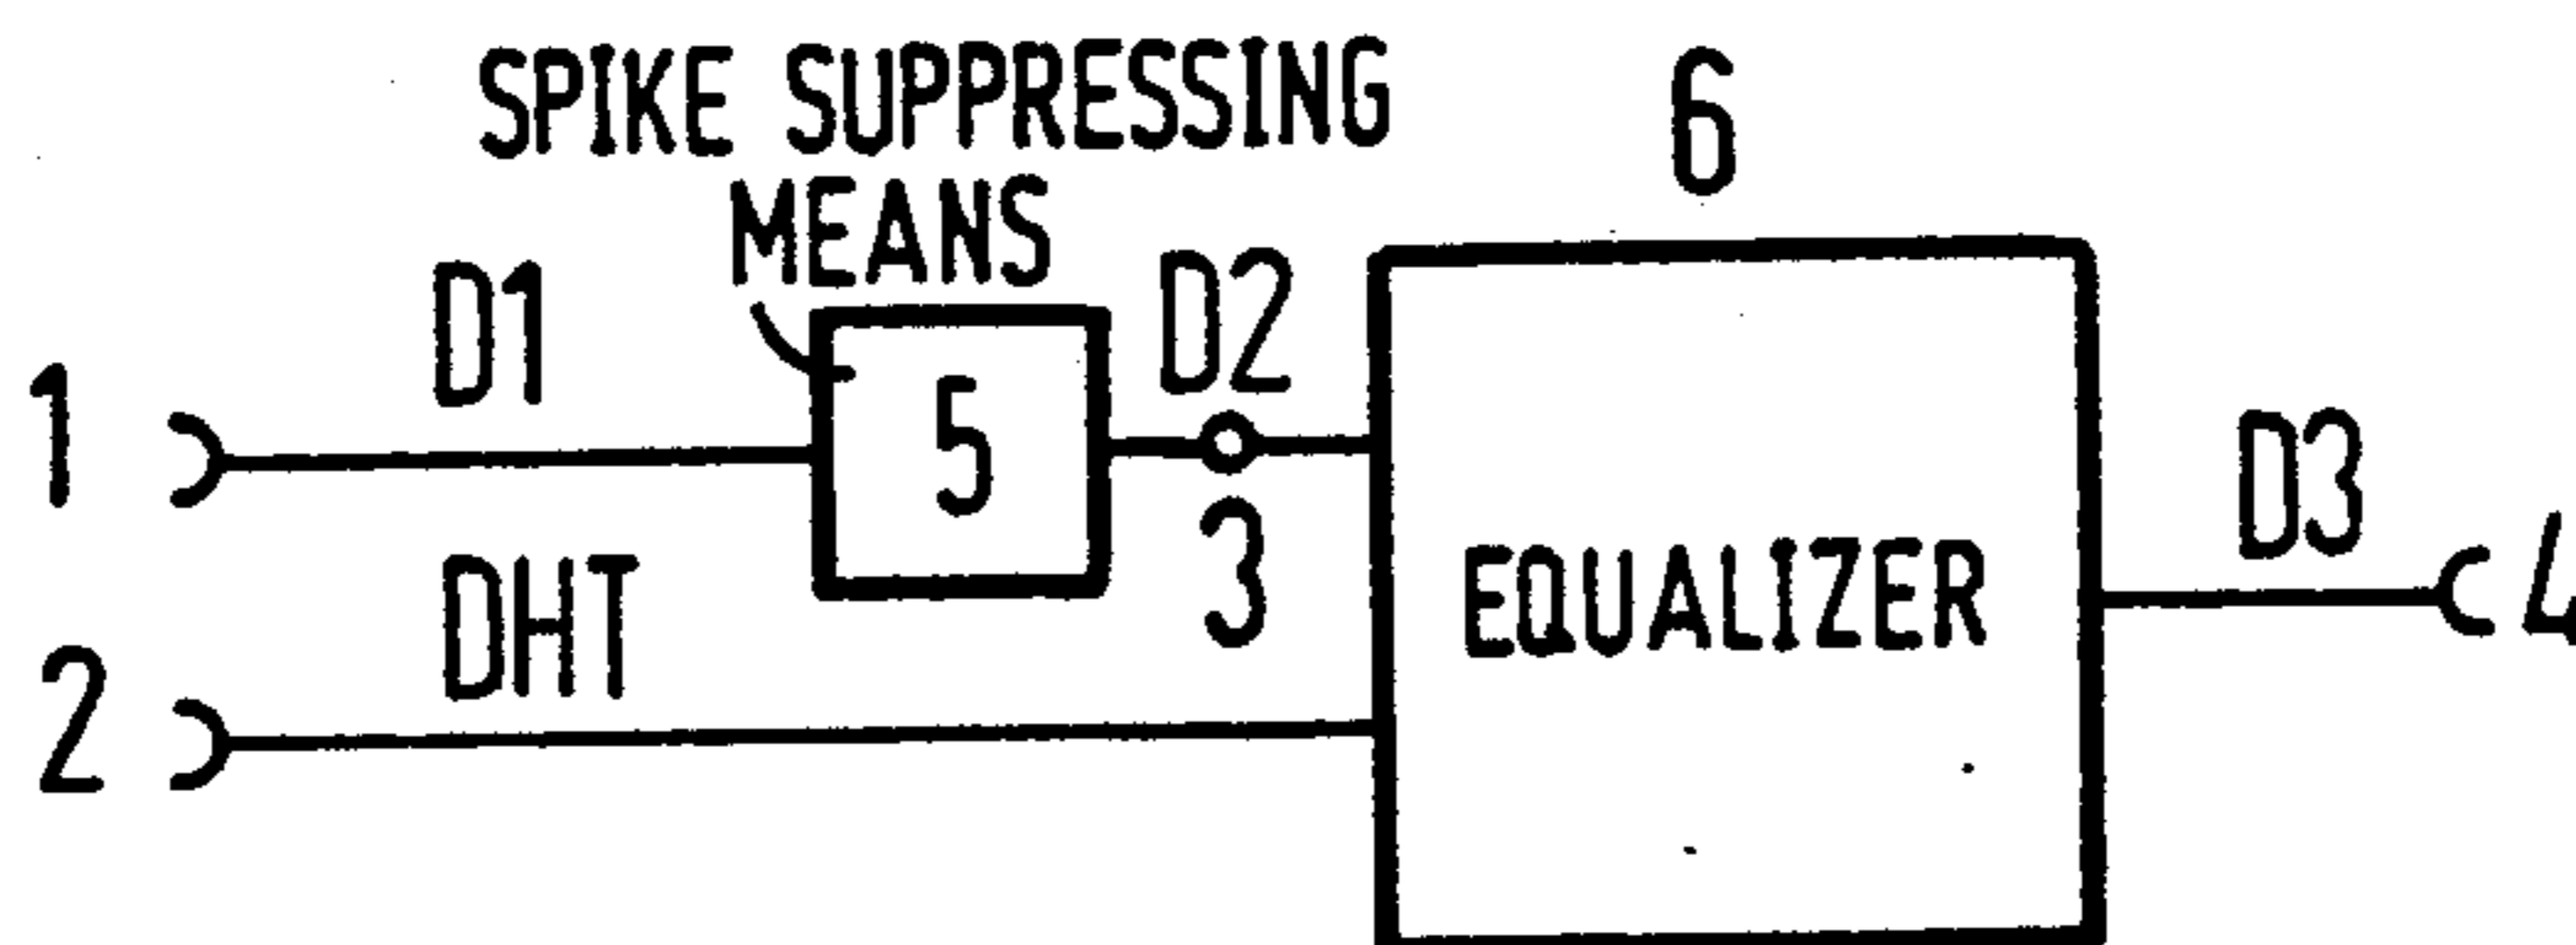 SPIKE SUPPRESSING
MEANS
6
D1
D2
1
5
3
D3
4
DHT
2
EQUALIZER